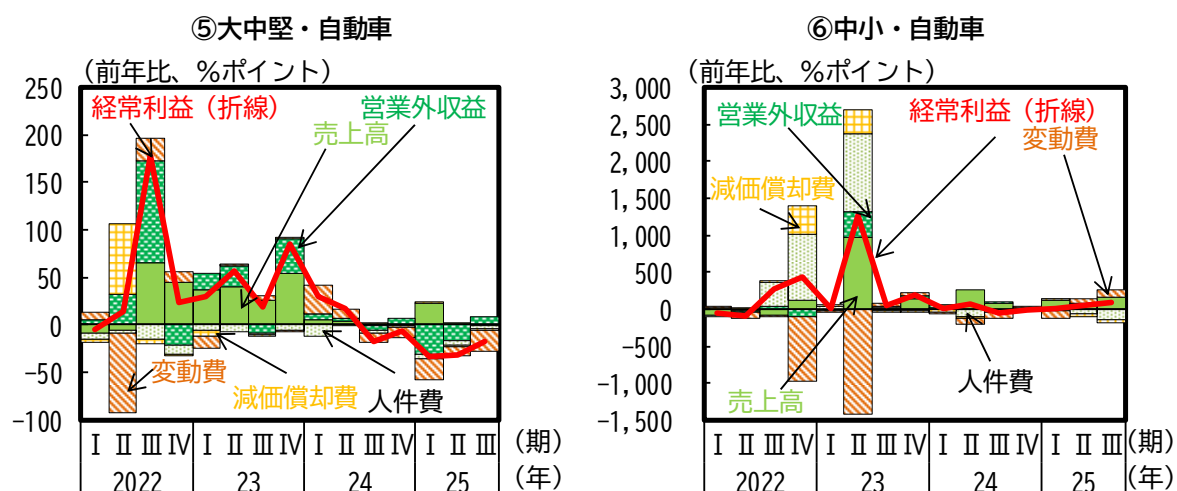 ⑤大中堅・自動車
(前年比、%ポイント)
250
200
150
100
50
0
-50
-100
経常利益(折線)
営業外収益
売上高
変動費
減価償却費
人件費
Ⅰ Ⅱ Ⅲ Ⅳ Ⅰ Ⅱ Ⅲ Ⅳ Ⅰ Ⅱ Ⅲ Ⅳ Ⅰ Ⅱ Ⅲ (期)
2022 23 24 25 (年)
⑥中小・自動車
(前年比、%ポイント)
3,000
2,500
2,000
1,500
1,000
500
0
-500
-1,000
-1,500
営業外収益
経常利益(折線)
変動費
減価償却費
売上高
人件費
Ⅰ Ⅱ Ⅲ Ⅳ Ⅰ Ⅱ Ⅲ Ⅳ Ⅰ Ⅱ Ⅲ Ⅳ Ⅰ Ⅱ Ⅲ (期)
2022 23 24 25 (年)